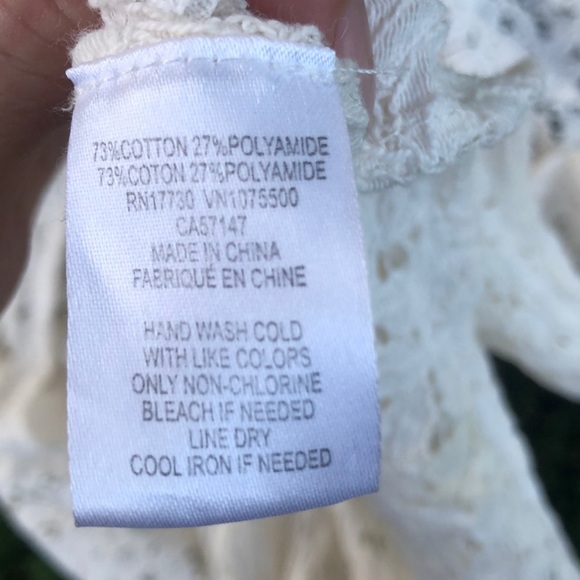 73%COTTON 27%POLYAMIDE
73%COTON 27%POLYAMIDE
RN17730 VN1075500
CA57147
MADE IN CHINA
FABRIQUÉ EN CHINE
HAND WASH COLD
WITH LIKE COLORS
ONLY NON-CHLORINE
BLEACH IF NEEDED
LINE DRY
COOL IRON IF NEEDED